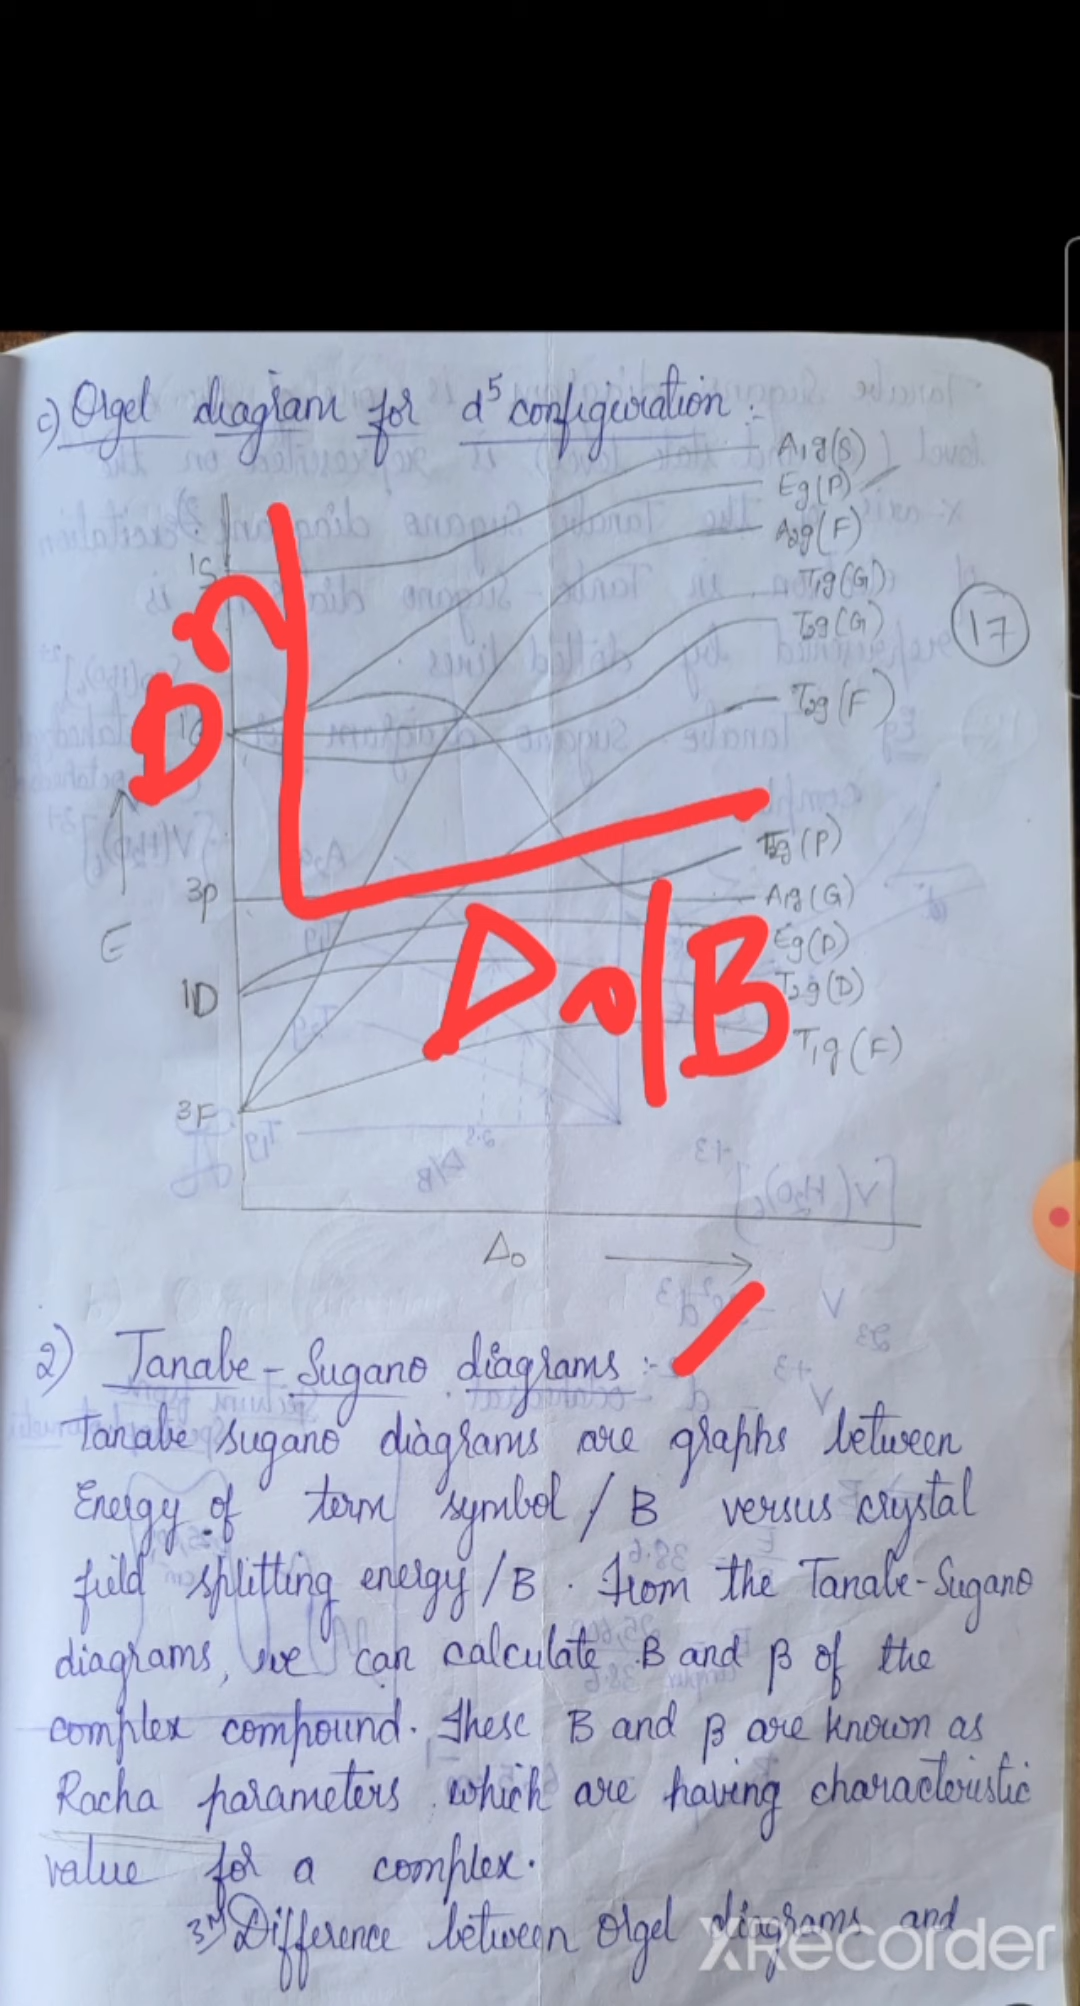 c) Orgel diagram for d⁵ configuration :-
A1g(S)
Eg(P)
A2g(F)
T1g(G)
T2g(G)
T2g(F)
17
1S
1G
D
3P
E
1D
3F
T1g(P)
A1g(G)
Eg(D)
T2g(D)
T1g(F)
Δo/B
Δo
2) Tanabe-Sugano diagrams :-
Tanabe sugano diagrams are graphs between
Energy of term symbol / B versus crystal
field splitting energy/B. From the Tanabe-Sugano
diagrams, we can calculate B and β of the
complex compound. These B and β are known as
Racha parameters which are having characteristic
value for a complex.
3) Difference between Orgel diagrams and
XRecorder